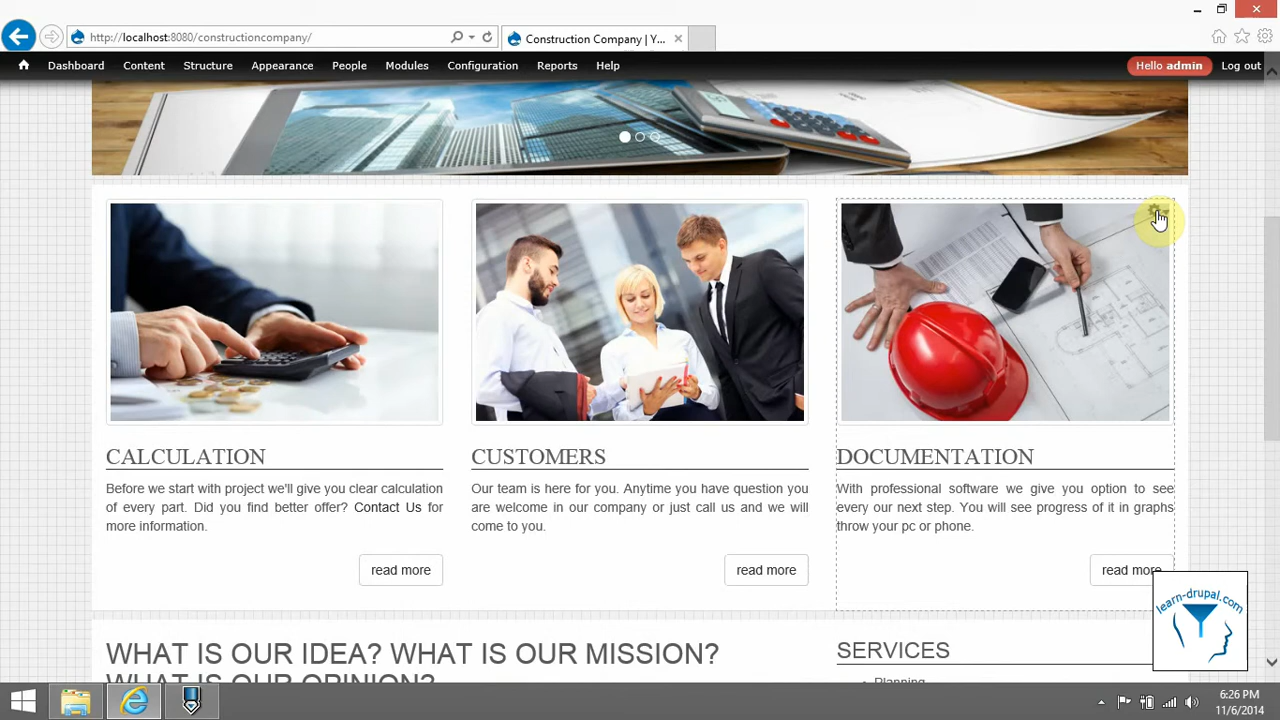 http://localhost:8080/constructioncompany/
Construction Company | Y...
Dashboard Content Structure Appearance People Modules Configuration Reports Help Hello admin Log out
CALCULATION
Before we start with project we'll give you clear calculation
of every part. Did you find better offer? Contact Us for
more information.
read more
CUSTOMERS
Our team is here for you. Anytime you have question you
are welcome in our company or just call us and we will
come to you.
read more
DOCUMENTATION
With professional software we give you option to see
every our next step. You will see progress of it in graphs
throw your pc or phone.
read more
learn-drupal.com
WHAT IS OUR IDEA? WHAT IS OUR MISSION?
WHAT IS OUR OPINION?
SERVICES
Planning
6:26 PM
11/6/2014